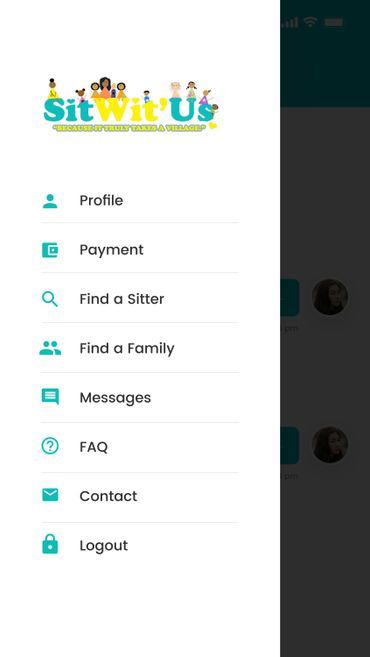 SitWit'Us
"BECAUSE IT TRULY TAKES A VILLAGE."
Profile
Payment
Find a Sitter
Find a Family
Messages
FAQ
Contact
Logout
pm
pm